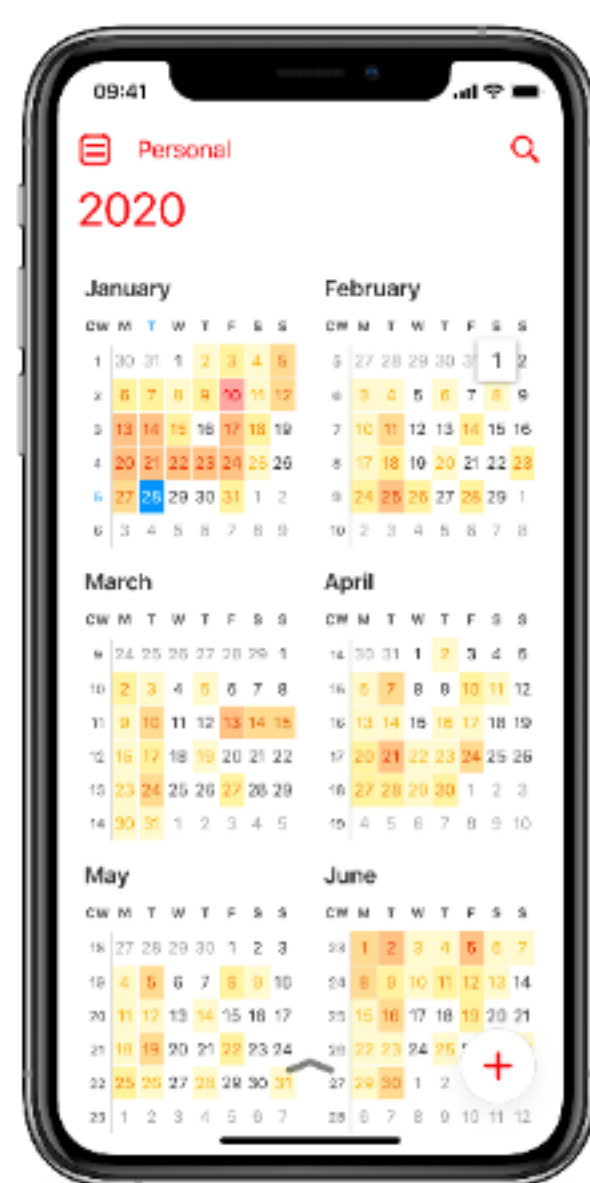 09:41
Personal
2020
January
CW M T W T F S S
1 30 31 1 2 3 4 5
2 6 7 8 9 10 11 12
3 13 14 15 16 17 18 19
4 20 21 22 23 24 25 26
5 27 28 29 30 31 1 2
6 3 4 5 6 7 8 9
February
CW M T W T F S S
5 27 28 29 30 31 1 2
6 3 4 5 6 7 8 9
7 10 11 12 13 14 15 16
8 17 18 19 20 21 22 23
9 24 25 26 27 28 29 1
10 2 3 4 5 6 7 8
March
CW M T W T F S S
9 24 25 26 27 28 29 1
10 2 3 4 5 6 7 8
11 9 10 11 12 13 14 15
12 16 17 18 19 20 21 22
13 23 24 25 26 27 28 29
14 30 31 1 2 3 4 5
April
CW M T W T F S S
14 30 31 1 2 3 4 5
15 6 7 8 9 10 11 12
16 13 14 15 16 17 18 19
17 20 21 22 23 24 25 26
18 27 28 29 30 1 2 3
19 4 5 6 7 8 9 10
May
CW M T W T F S S
18 27 28 29 30 1 2 3
19 4 5 6 7 8 9 10
20 11 12 13 14 15 16 17
21 18 19 20 21 22 23 24
22 25 26 27 28 29 30 31
23 1 2 3 4 5 6 7
June
CW M T W T F S S
23 1 2 3 4 5 6 7
24 8 9 10 11 12 13 14
25 15 16 17 18 19 20 21
26 22 23 24 25
27 29 30 1 2
28 6 7 8 9 10 11 12